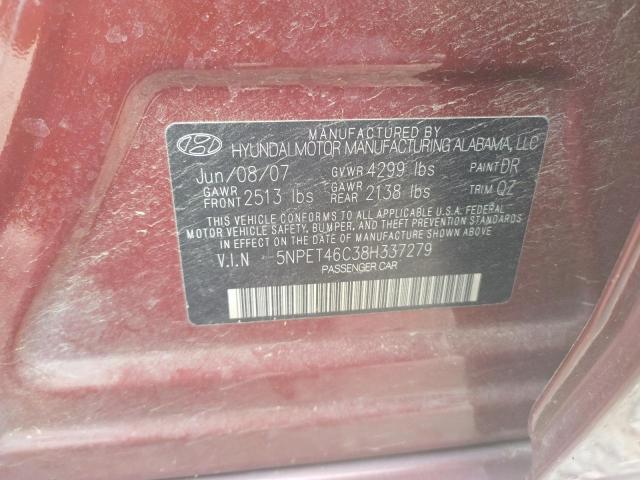 MANUFACTURED BY
HYUNDAI MOTOR MANUFACTURING ALABAMA, LLC
Jun/08/07 GVWR 4299 lbs PAINT DR
GAWR FRONT 2513 lbs GAWR REAR 2138 lbs TRIM QZ
THIS VEHICLE CONFORMS TO ALL APPLICABLE U.S.A. FEDERAL
MOTOR VEHICLE SAFETY, BUMPER, AND THEFT PREVENTION STANDARDS
IN EFFECT ON THE DATE OF MANUFACTURE SHOWN ABOVE.
V.I.N 5NPET46C38H337279
PASSENGER CAR